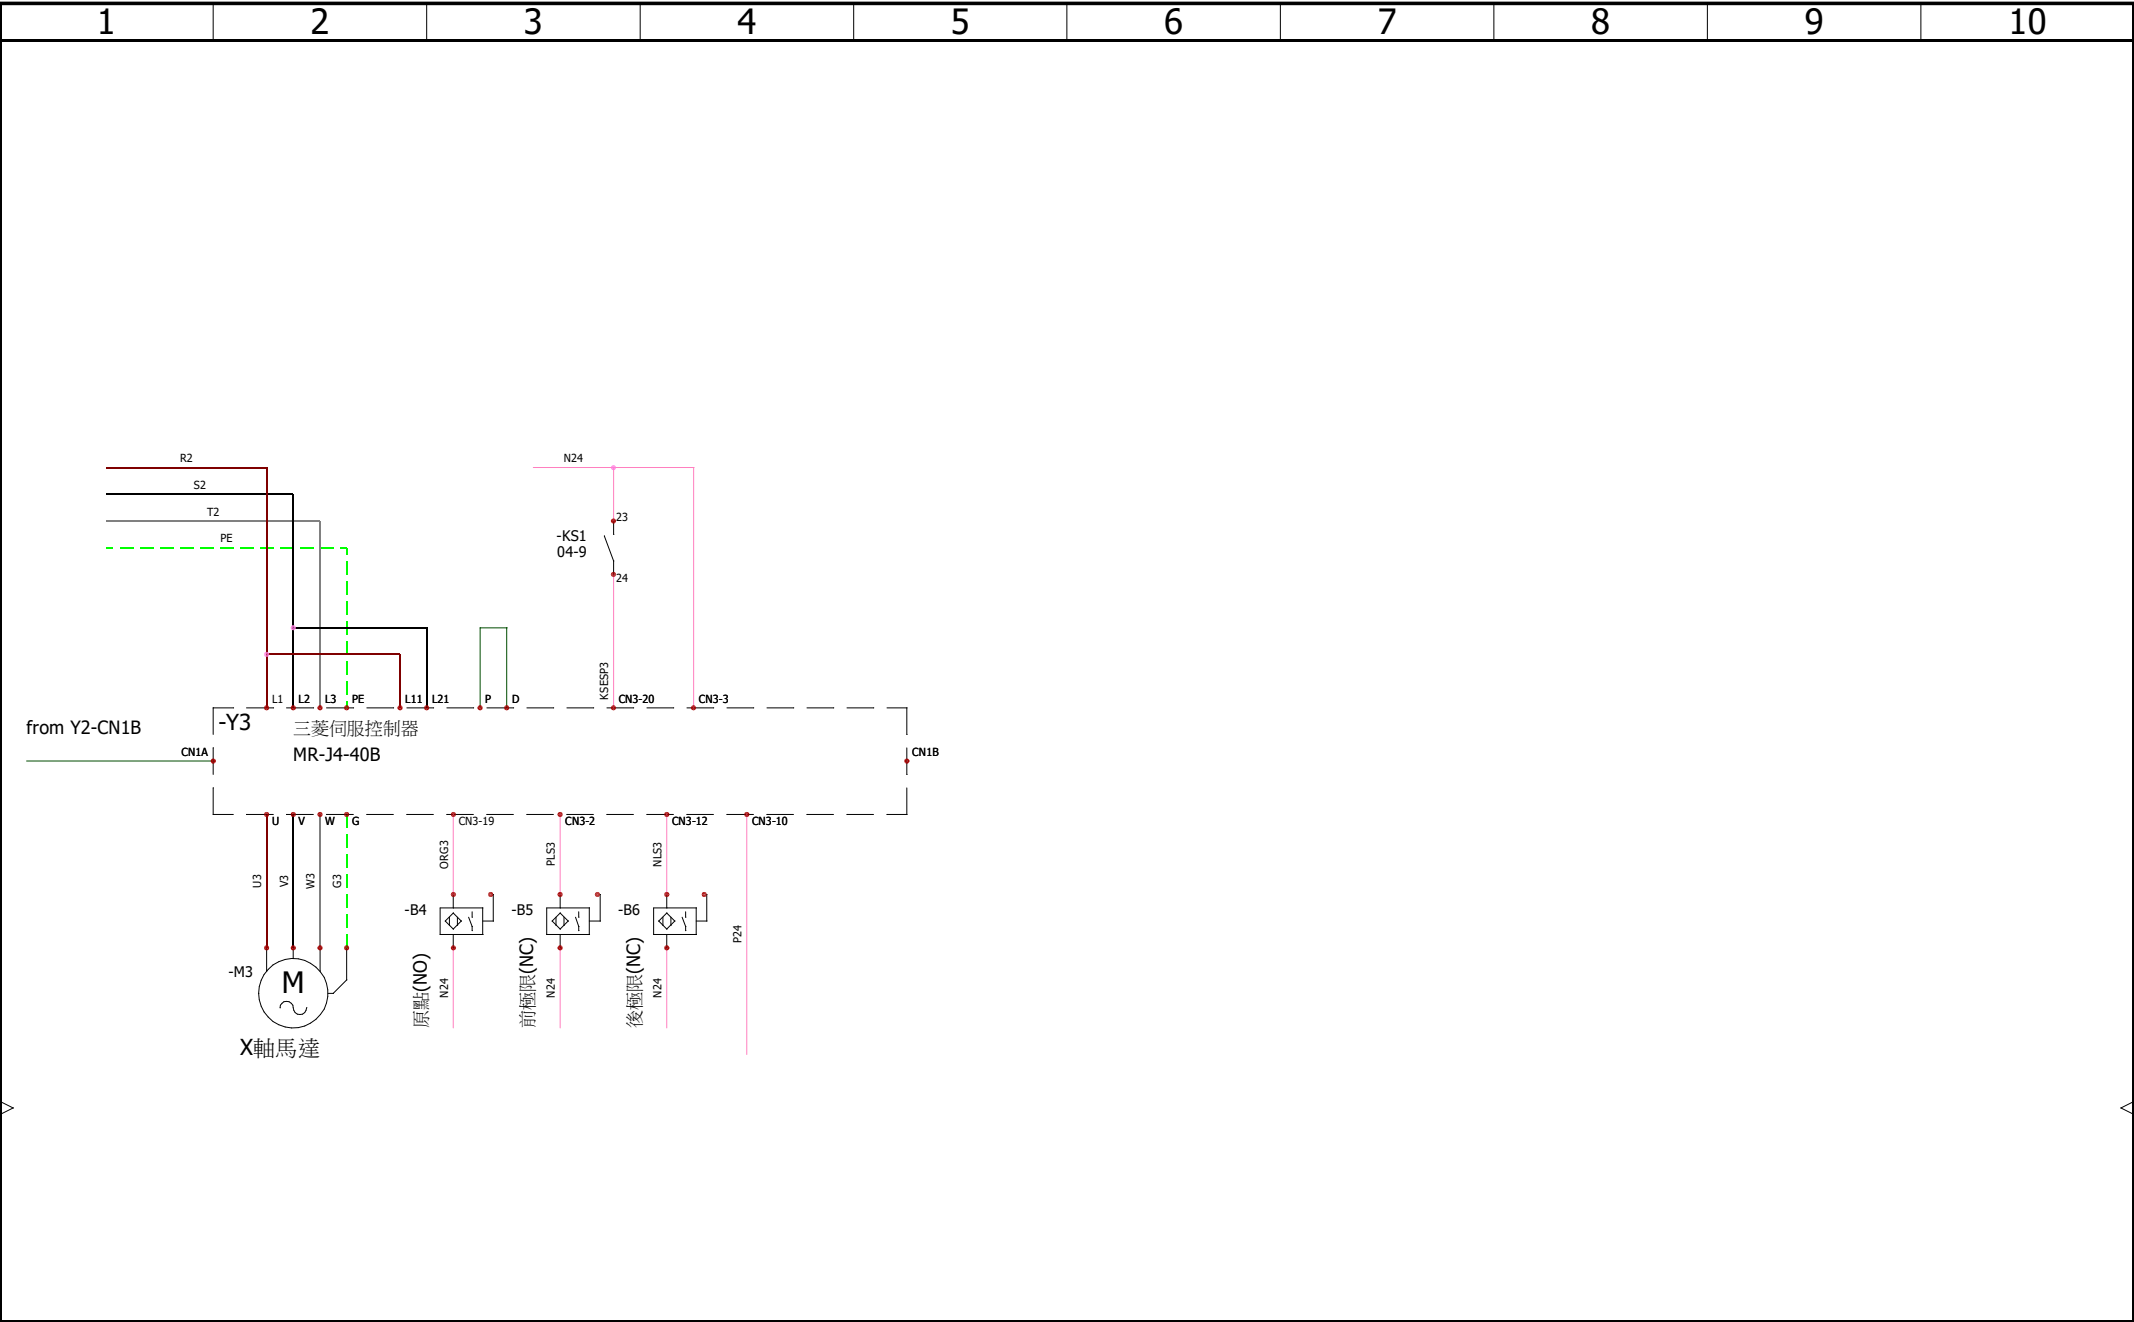 1 2 3 4 5 6 7 8 9 10
R2
N24
S2
T2
23
PE
-KS1
04-9
24
KSESP3
L1 L2 L3 PE L11 L21 P D CN3-20 CN3-3
from Y2-CN1B
-Y3
三菱伺服控制器
CN1A
MR-J4-40B
CN1B
U V W G CN3-19 CN3-2 CN3-12 CN3-10
ORG3
PLS3
NLS3
U3
V3
W3
G3
-B4
-B5
-B6
P24
-M3
M
原點(NO)
N24
前極限(NC)
N24
後極限(NC)
N24
X軸馬達